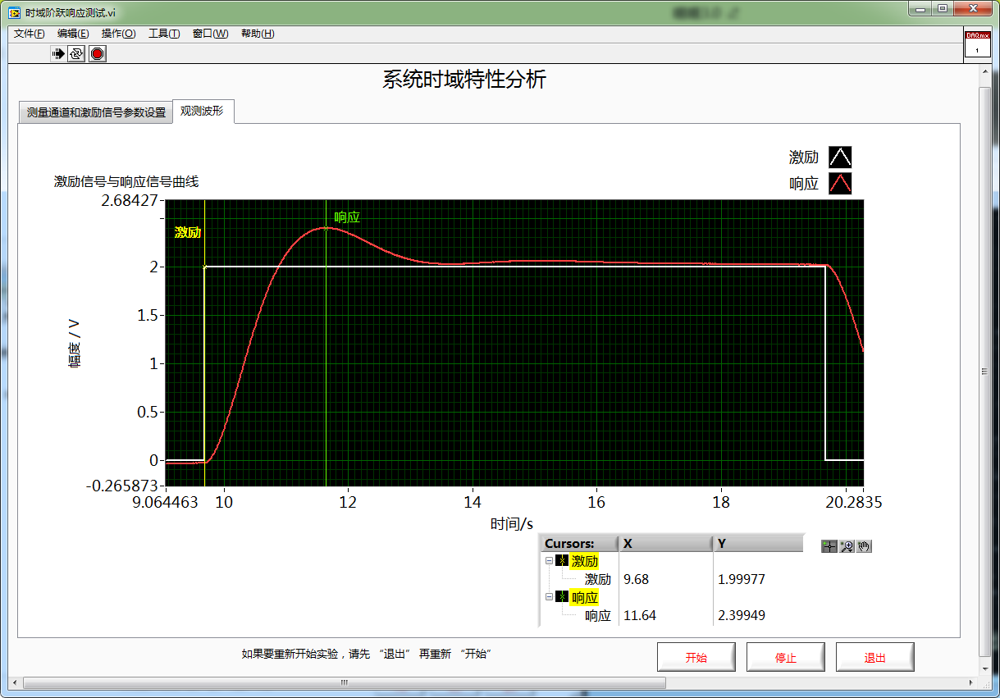 时域阶跃响应测试.vi
文件(F) 编辑(E) 操作(O) 工具(T) 窗口(W) 帮助(H)
DAQmx
1
系统时域特性分析
测量通道和激励信号参数设置 观测波形
激励
响应
激励信号与响应信号曲线
2.68427
响应
激励
2
1.5
幅度 / V
1
0.5
0
-0.265873
9.064463 10 12 14 16 18 20.2835
时间/s
Cursors: X Y
激励
激励 9.68 1.99977
响应
响应 11.64 2.39949
如果要重新开始实验，请先 “退出” 再重新 “开始”
开始 停止 退出